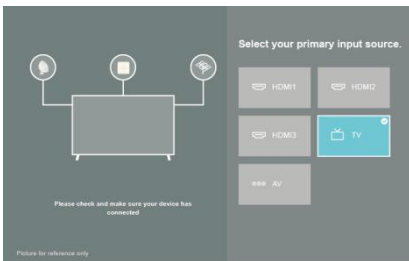 Select your primary input source.
HDMI1
HDMI2
HDMI3
TV
AV
Please check and make sure your device has
connected
Picture for reference only